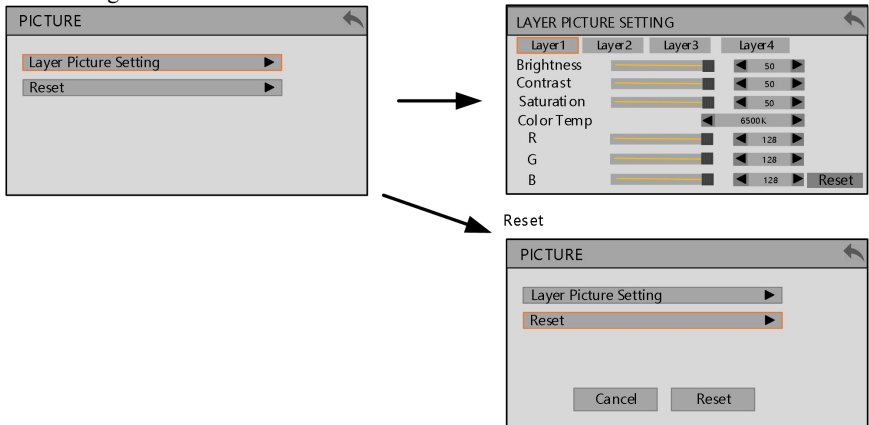 PICTURE
Layer Picture Setting
Reset
LAYER PICTURE SETTING
Layer1 Layer2 Layer3 Layer4
Brightness 50
Contrast 50
Saturation 50
Color Temp 6500K
R 128
G 128
B 128 Reset
Reset
PICTURE
Layer Picture Setting
Reset
Cancel Reset